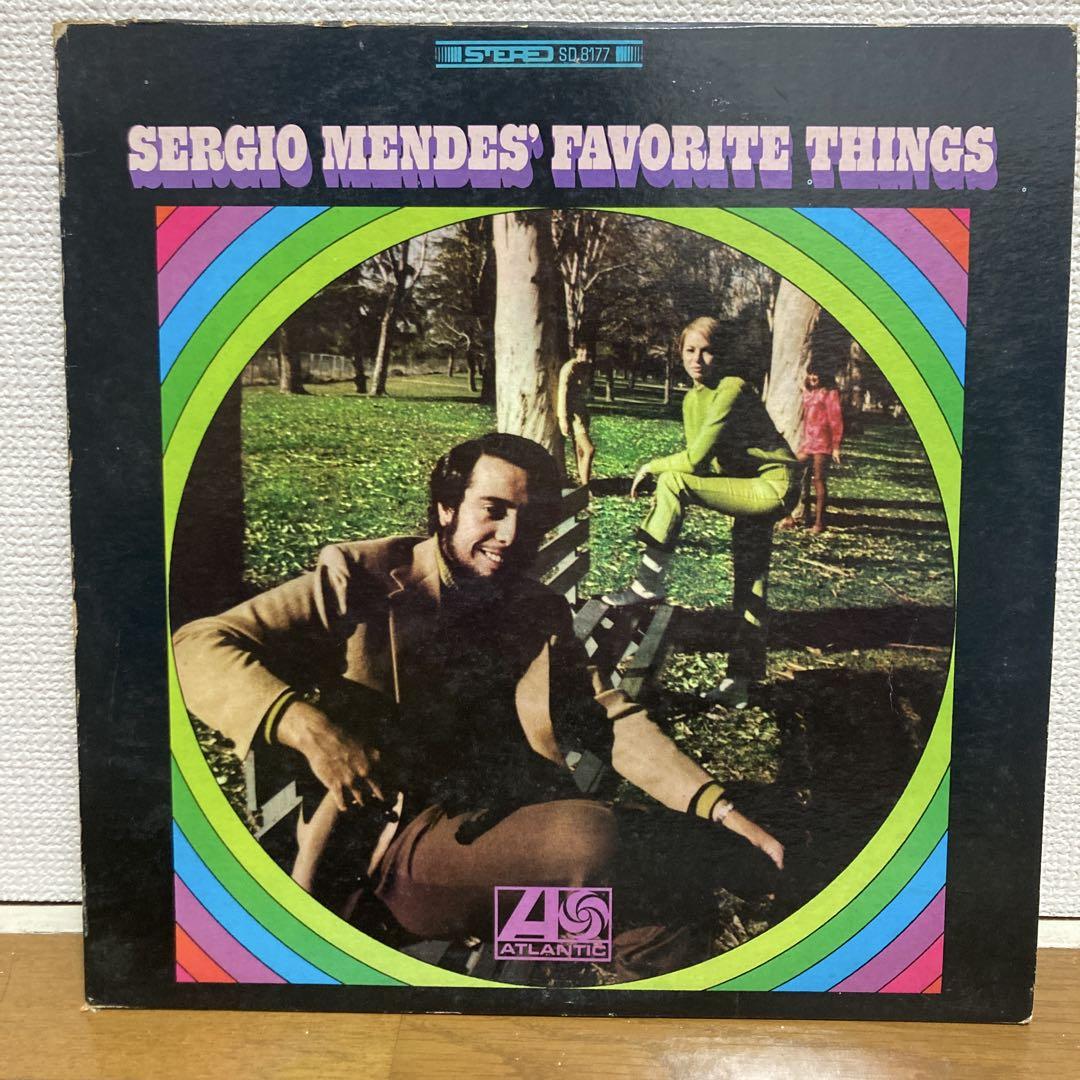 STEREO SD 8177
SERGIO MENDES' FAVORITE THINGS
ATLANTIC